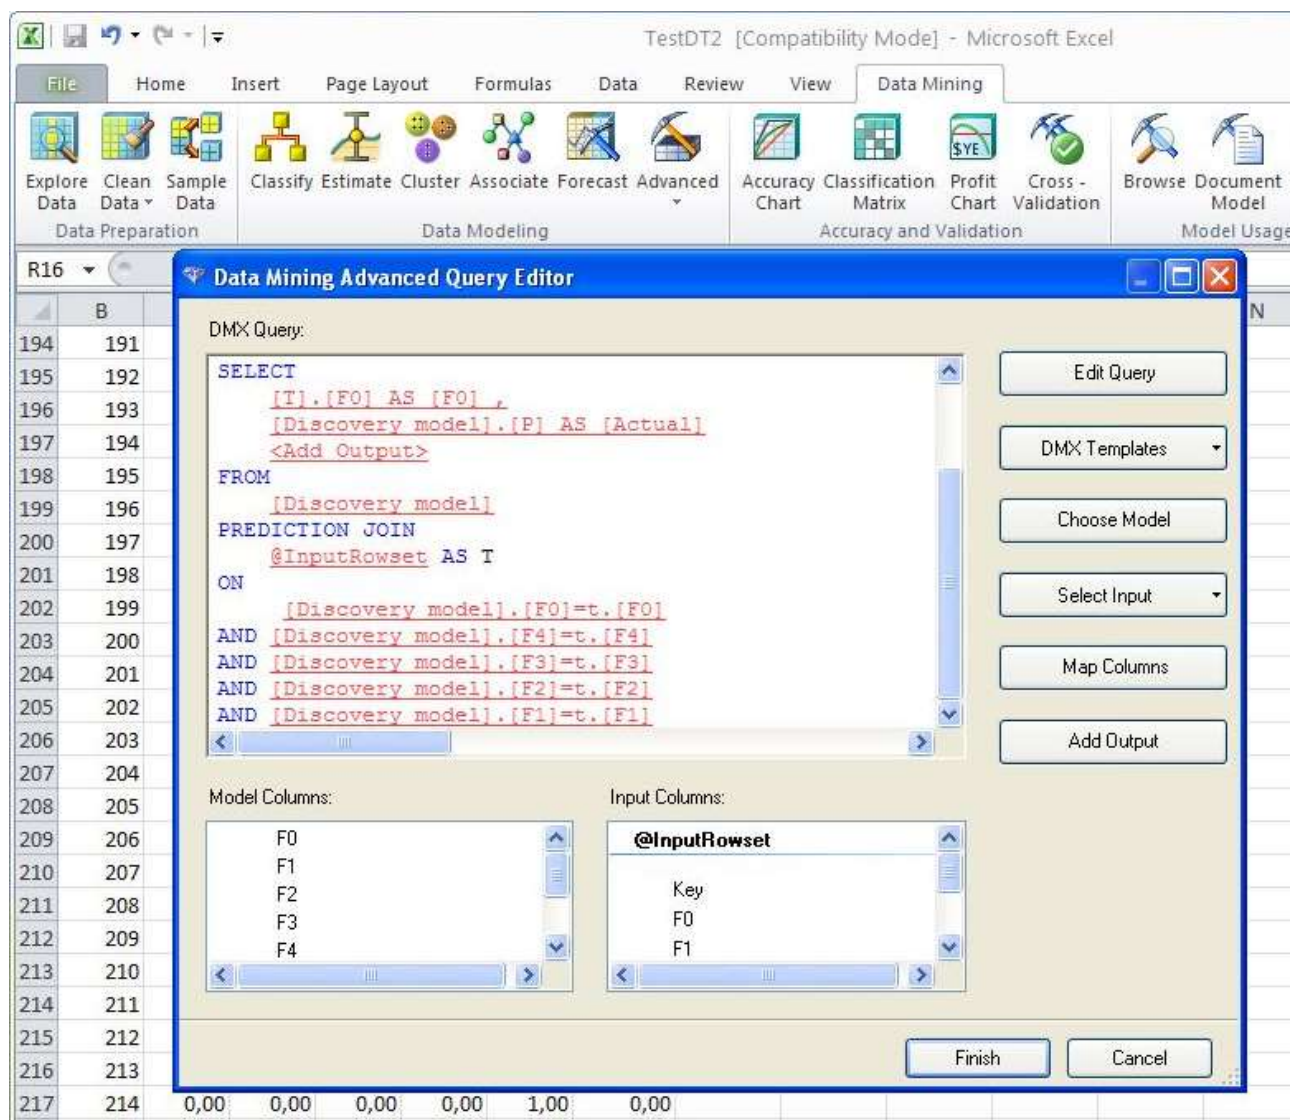 TestDT2 [Compatibility Mode] - Microsoft Excel
File Home Insert Page Layout Formulas Data Review View Data Mining
Explore Data Clean Data Sample Data Classify Estimate Cluster Associate Forecast Advanced Accuracy Chart Classification Matrix Profit Chart Cross - Validation Browse Document Model
Data Preparation Data Modeling Accuracy and Validation Model Usage
R16
Data Mining Advanced Query Editor
B N
DMX Query:
194 191
195 192
196 193
197 194
198 195
199 196
200 197
201 198
202 199
203 200
204 201
205 202
206 203
207 204
208 205
209 206
210 207
211 208
212 209
213 210
214 211
215 212
216 213
217 214 0,00 0,00 0,00 0,00 1,00 0,00
SELECT
[T].[F0] AS [F0] ,
[Discovery model].[P] AS [Actual]
<Add Output>
FROM
[Discovery model]
PREDICTION JOIN
@InputRowset AS T
ON
[Discovery model].[F0]=t.[F0]
AND [Discovery model].[F4]=t.[F4]
AND [Discovery model].[F3]=t.[F3]
AND [Discovery model].[F2]=t.[F2]
AND [Discovery model].[F1]=t.[F1]
Edit Query
DMX Templates
Choose Model
Select Input
Map Columns
Add Output
Model Columns:
F0
F1
F2
F3
F4
Input Columns:
@InputRowset
Key
F0
F1
Finish
Cancel